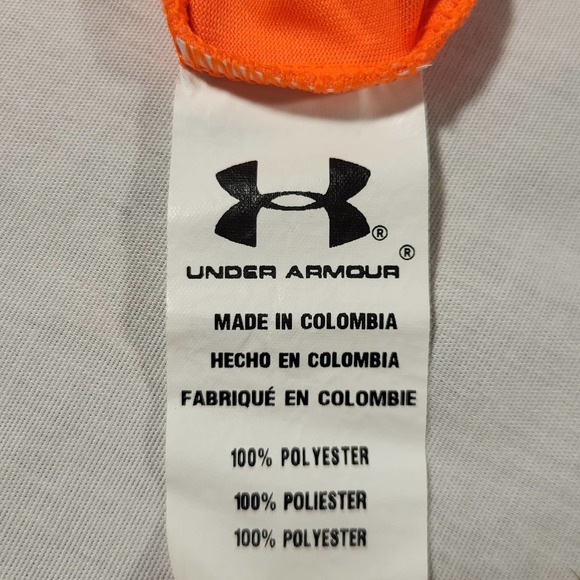 ®
UNDER ARMOUR®
MADE IN COLOMBIA
HECHO EN COLOMBIA
FABRIQUÉ EN COLOMBIE
100% POLYESTER
100% POLIESTER
100% POLYESTER